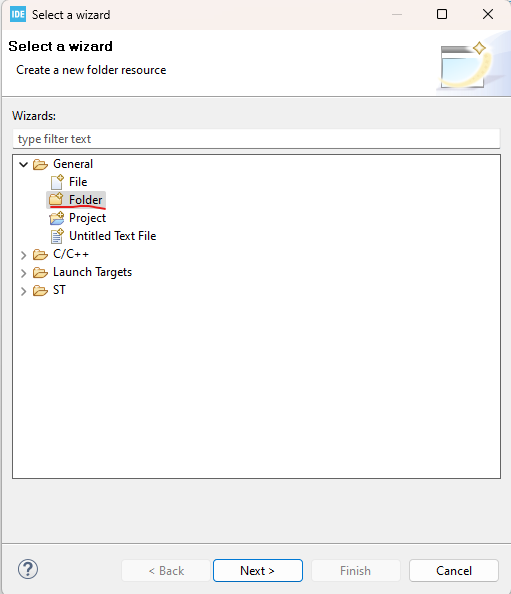 IDE Select a wizard
Select a wizard
Create a new folder resource
Wizards:
type filter text
General
File
Folder
Project
Untitled Text File
C/C++
Launch Targets
ST
?
< Back
Next >
Finish
Cancel